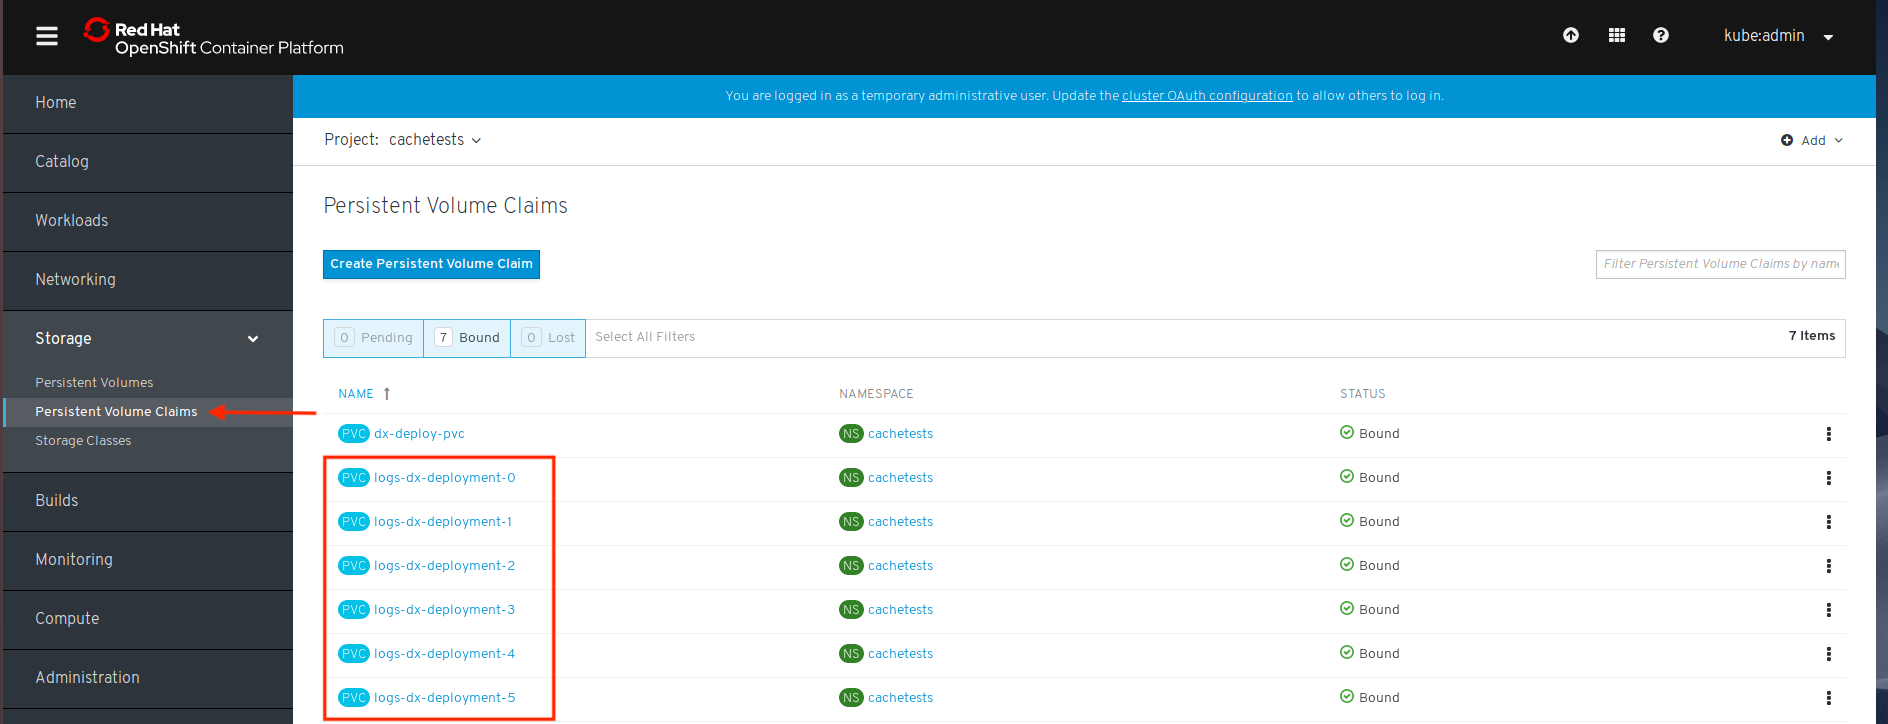 Red Hat
OpenShift Container Platform
kube:admin
Home
Catalog
Workloads
Networking
Storage
Persistent Volumes
Persistent Volume Claims
Storage Classes
Builds
Monitoring
Compute
Administration
You are logged in as a temporary administrative user. Update the cluster OAuth configuration to allow others to log in.
Project: cachetests
Add
Persistent Volume Claims
Create Persistent Volume Claim
Filter Persistent Volume Claims by name
0 Pending 7 Bound 0 Lost Select All Filters 7 Items
NAME NAMESPACE STATUS
PVC dx-deploy-pvc NS cachetests Bound
PVC logs-dx-deployment-0 NS cachetests Bound
PVC logs-dx-deployment-1 NS cachetests Bound
PVC logs-dx-deployment-2 NS cachetests Bound
PVC logs-dx-deployment-3 NS cachetests Bound
PVC logs-dx-deployment-4 NS cachetests Bound
PVC logs-dx-deployment-5 NS cachetests Bound